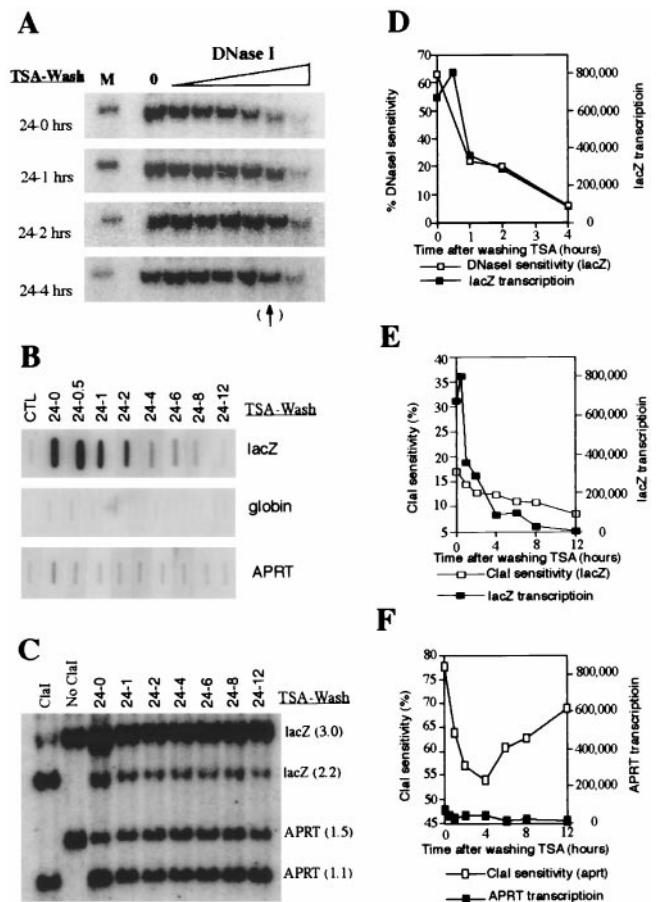 A
DNase I
TSA-Wash
M
0
24-0 hrs
24-1 hrs
24-2 hrs
24-4 hrs
( )
B
CTL
24-0
24-0.5
24-1
24-2
24-4
24-6
24-8
24-12
TSA-Wash
lacZ
globin
APRT
C
ClaI
No ClaI
24-0
24-1
24-2
24-4
24-6
24-8
24-12
TSA-Wash
lacZ (3.0)
lacZ (2.2)
APRT (1.5)
APRT (1.1)
D
70
60
50
40
30
20
10
0
% DNaseI sensitivity
800,000
600,000
400,000
200,000
0
lacZ transcriptioin
0 1 2 3 4
Time after washing TSA (hours)
DNaseI sensitivity (lacZ)
lacZ transcriptioin
E
40
35
30
25
20
15
10
5
ClaI sensitivity (%)
800,000
600,000
400,000
200,000
0
lacZ transcriptioin
0 4 8 12
Time after washing TSA (hours)
ClaI sensitivity (lacZ)
lacZ transcriptioin
F
80
75
70
65
60
55
50
45
ClaI sensitivity (%)
800,000
600,000
400,000
200,000
0
APRT transcriptioin
0 4 8 12
Time after washing TSA (hours)
ClaI sensitivity (aprt)
APRT transcriptioin